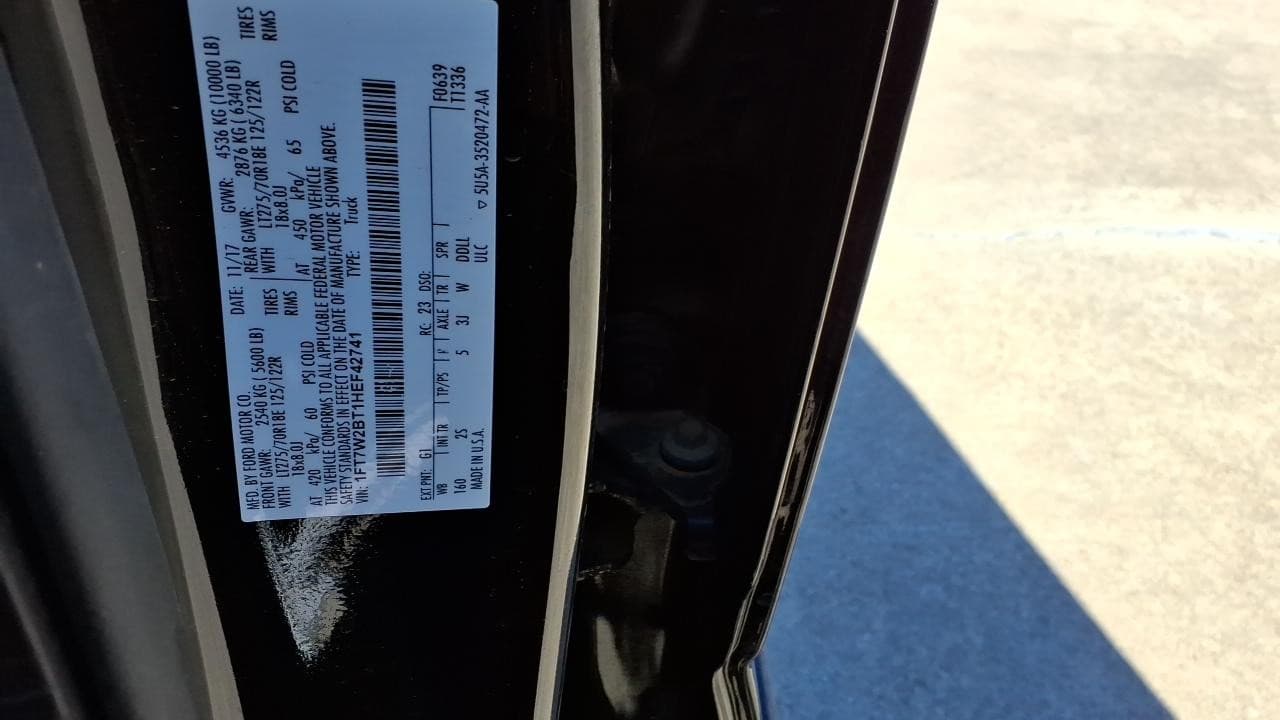 MFD. BY FORD MOTOR CO.
DATE: 11/17 GVWR: 4536 KG (10000 LB)
FRONT GAWR: 2540 KG (5600 LB) REAR GAWR: 2876 KG (6340 LB)
WITH LT275/70R18E 125/122R TIRES WITH LT275/70R18E 125/122R TIRES
18x8.0J RIMS 18x8.0J RIMS
AT 420 kPa/ 60 PSI COLD AT 450 kPa/ 65 PSI COLD
THIS VEHICLE CONFORMS TO ALL APPLICABLE FEDERAL MOTOR VEHICLE
SAFETY STANDARDS IN EFFECT ON THE DATE OF MANUFACTURE SHOWN ABOVE.
VIN: 1FT7W2BT1HEF42741 TYPE: Truck
F0639
EXT PNT: G1 RC: 23 DSO: T1336
WB INT TR TP/PS AXLE TR SPR
160 2S 5 3J W DDLL
MADE IN U.S.A. ULC ▽ 5U5A-3520472-AA